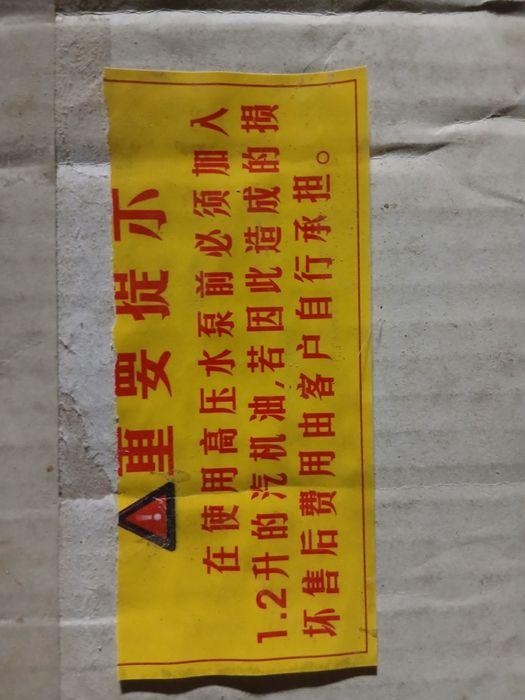 重要提示
在使用高压水泵前必须加入
1.2升的汽机油,若因此造成的损
坏售后费用由客户自行承担。